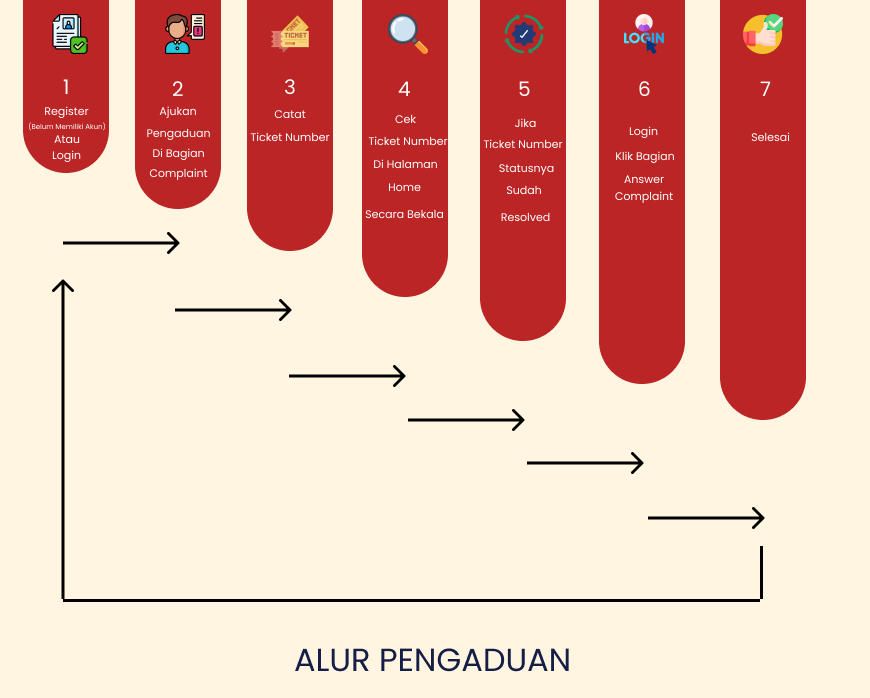 1
Register
(Belum Memiliki Akun)
Atau
Login
2
Ajukan
Pengaduan
Di Bagian
Complaint
TICKET
3
Catat
Ticket Number
4
Cek
Ticket Number
Di Halaman
Home
Secara Bekala
5
Jika
Ticket Number
Statusnya
Sudah
Resolved
LOGIN
6
Login
Klik Bagian
Answer
Complaint
7
Selesai
ALUR PENGADUAN